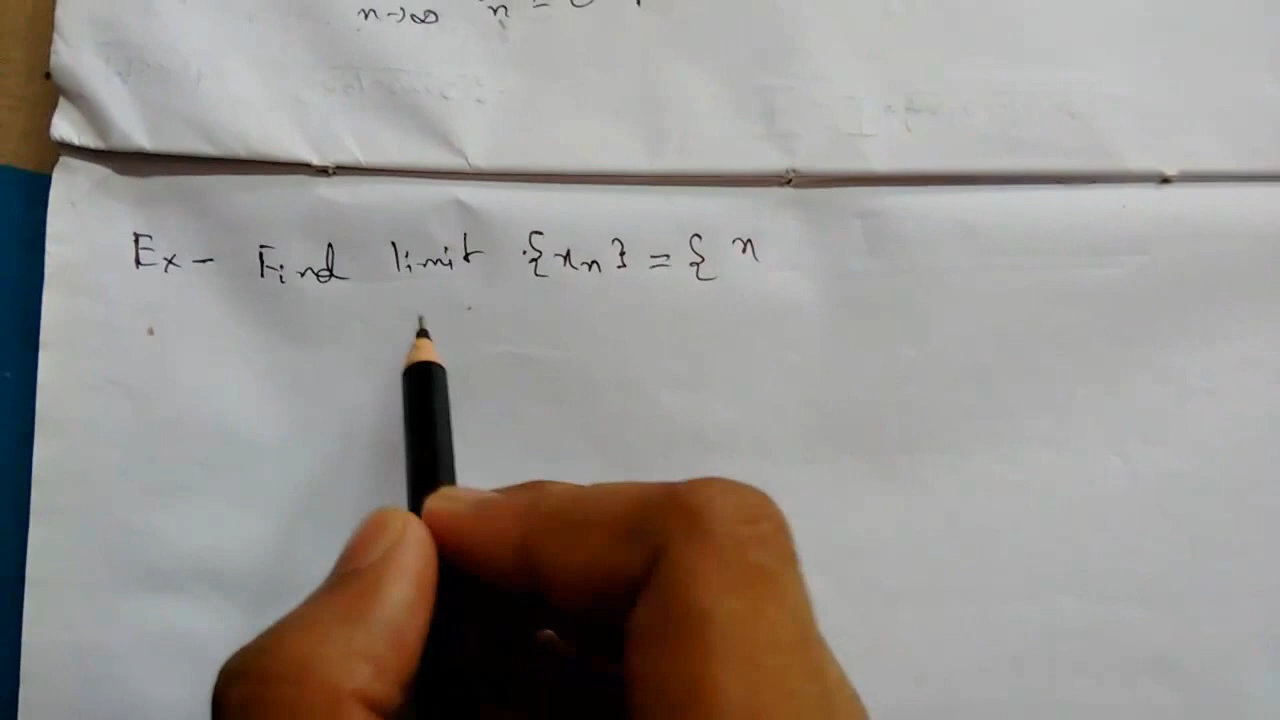 n→∞ n =
Ex - Find limit {xn} = { n